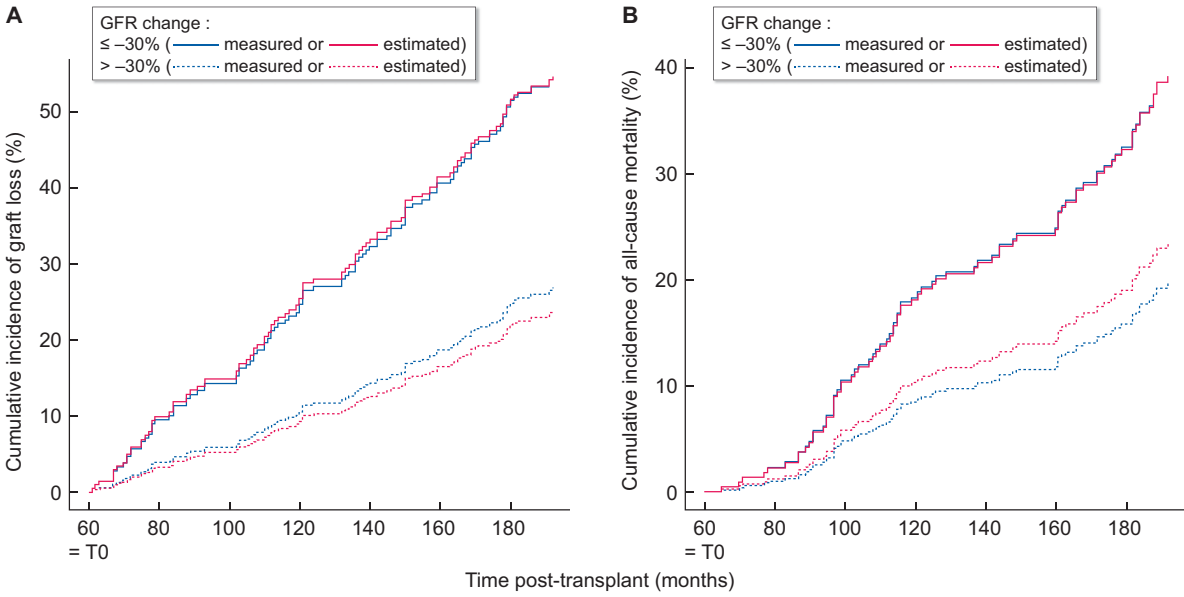 A
GFR change :
≤ –30% ( measured or estimated)
> –30% ( measured or estimated)
Cumulative incidence of graft loss (%)
50
40
30
20
10
0
60 80 100 120 140 160 180
= T0
B
GFR change :
≤ –30% ( measured or estimated)
> –30% ( measured or estimated)
Cumulative incidence of all-cause mortality (%)
40
30
20
10
0
60 80 100 120 140 160 180
= T0
Time post-transplant (months)